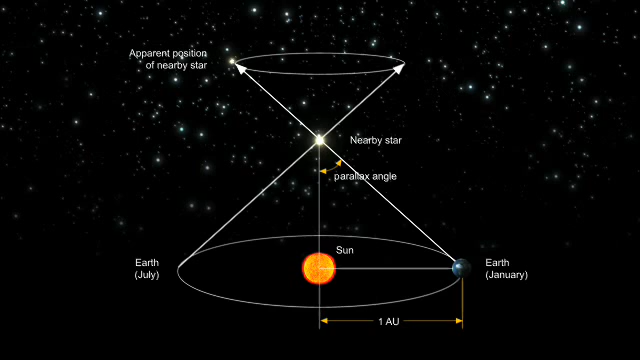 Apparent position
of nearby star
Nearby star
parallax angle
Sun
Earth
(July)
Earth
(January)
1 AU